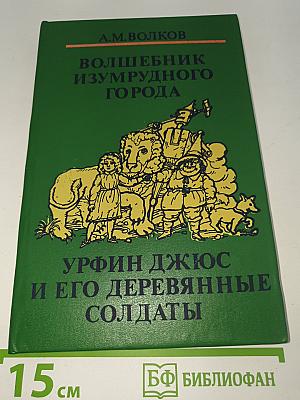 А.М.ВОЛКОВ
ВОЛШЕБНИК
ИЗУМРУДНОГО
ГОРОДА
УРФИН ДЖЮС
И ЕГО ДЕРЕВЯННЫЕ
СОЛДАТЫ
15 см
БФ БИБЛИОФАН